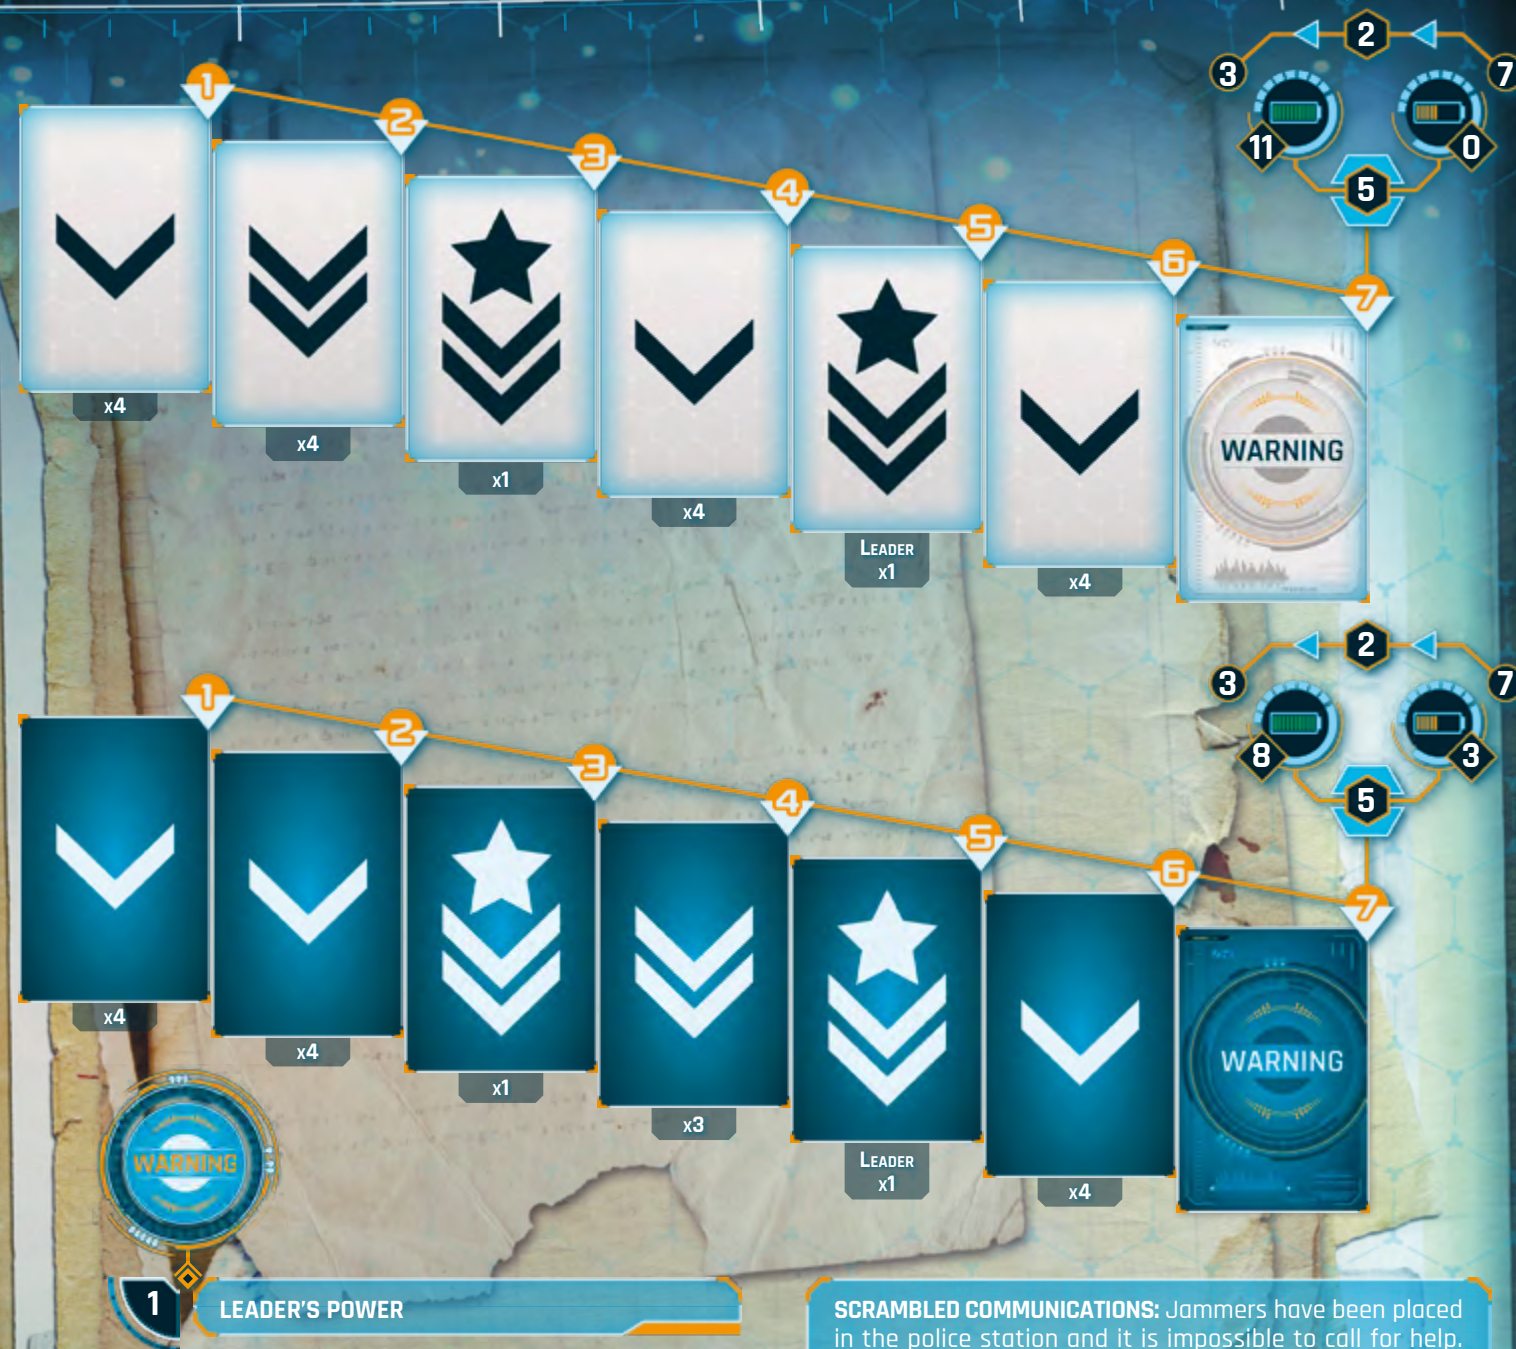 2
3
7
11
0
5
1
2
3
4
5
6
7
WARNING
x4
x4
x1
x4
LEADER
x1
x4
2
3
7
8
3
5
1
2
3
4
5
6
7
WARNING
x4
x4
x1
x3
LEADER
x1
x4
WARNING
1
LEADER'S POWER
SCRAMBLED COMMUNICATIONS: Jammers have been placed
in the police station and it is impossible to call for help.